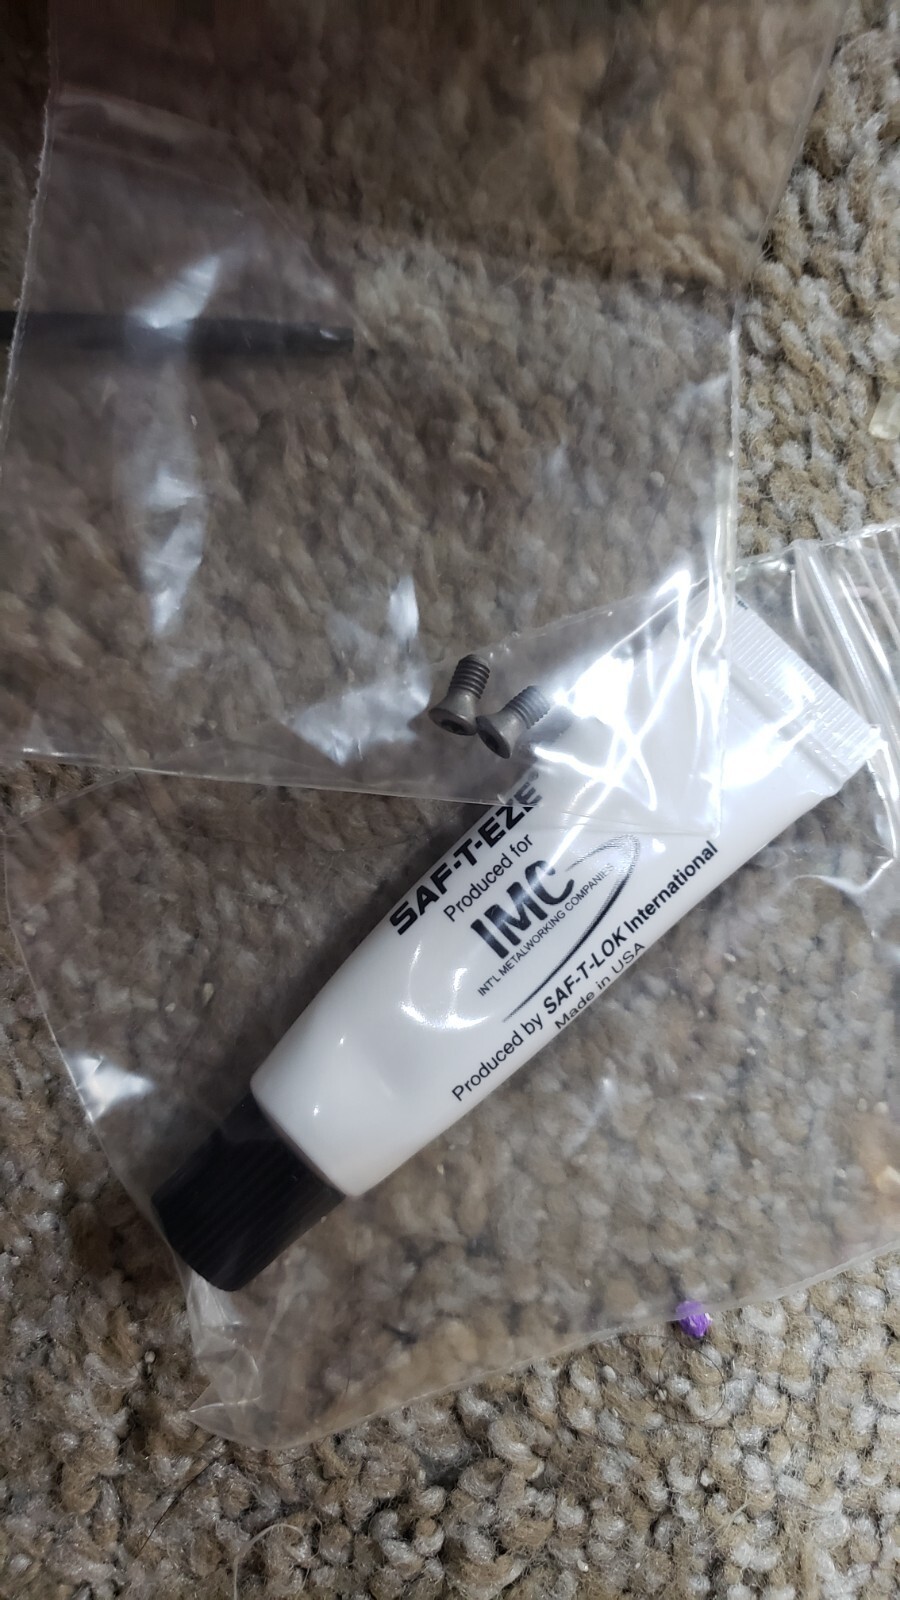 SAF-T-EZE
Produced for
IMC
INT'L METALWORKING COMPANIES
Produced by SAF-T-LOK International
Made in USA